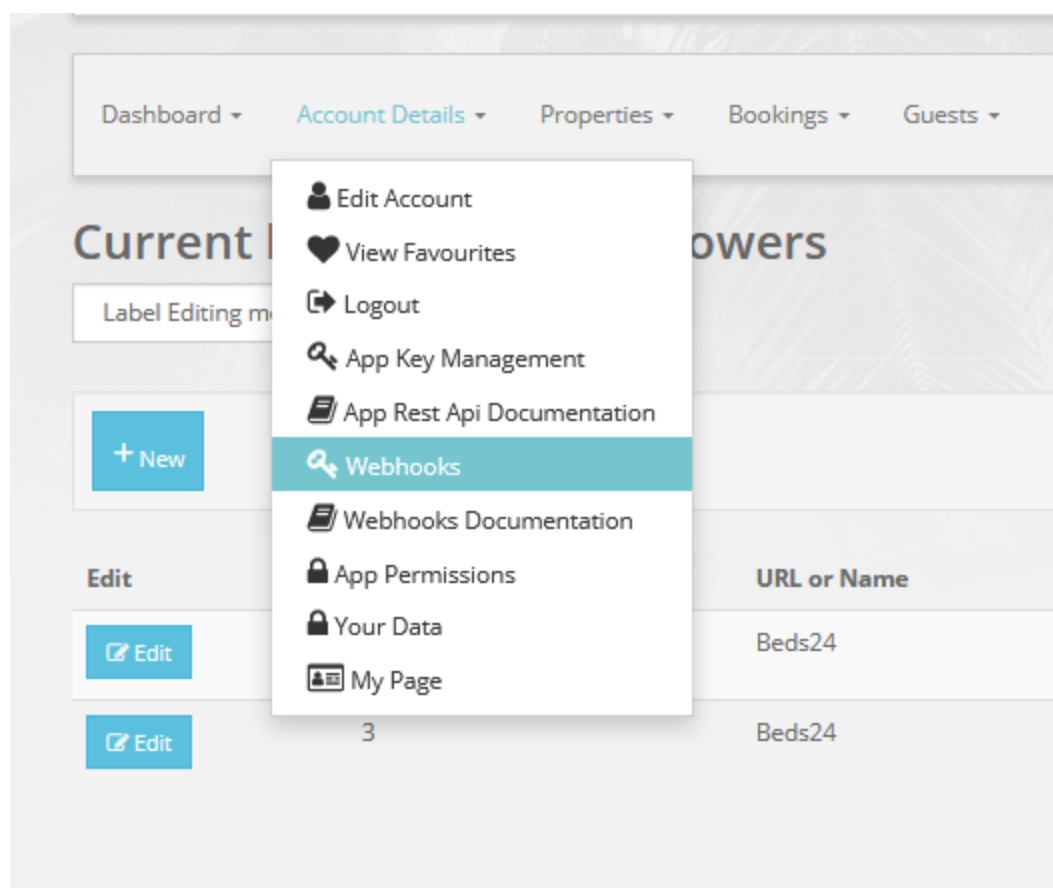 Dashboard Account Details Properties Bookings Guests
Edit Account
View Favourites
Logout
App Key Management
App Rest Api Documentation
Webhooks
Webhooks Documentation
App Permissions
Your Data
My Page
Current owers
Label Editing m
+ New
Edit URL or Name
Edit Beds24
Edit 3 Beds24